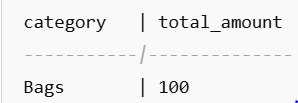 category | total_amount
-----------/--------------
Bags | 100